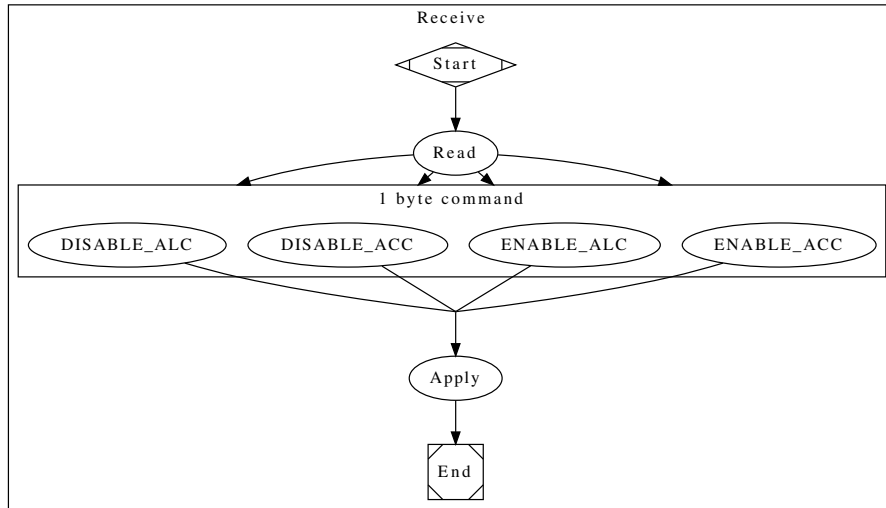 Receive
Start
Read
1 byte command
DISABLE_ALC
DISABLE_ACC
ENABLE_ALC
ENABLE_ACC
Apply
End